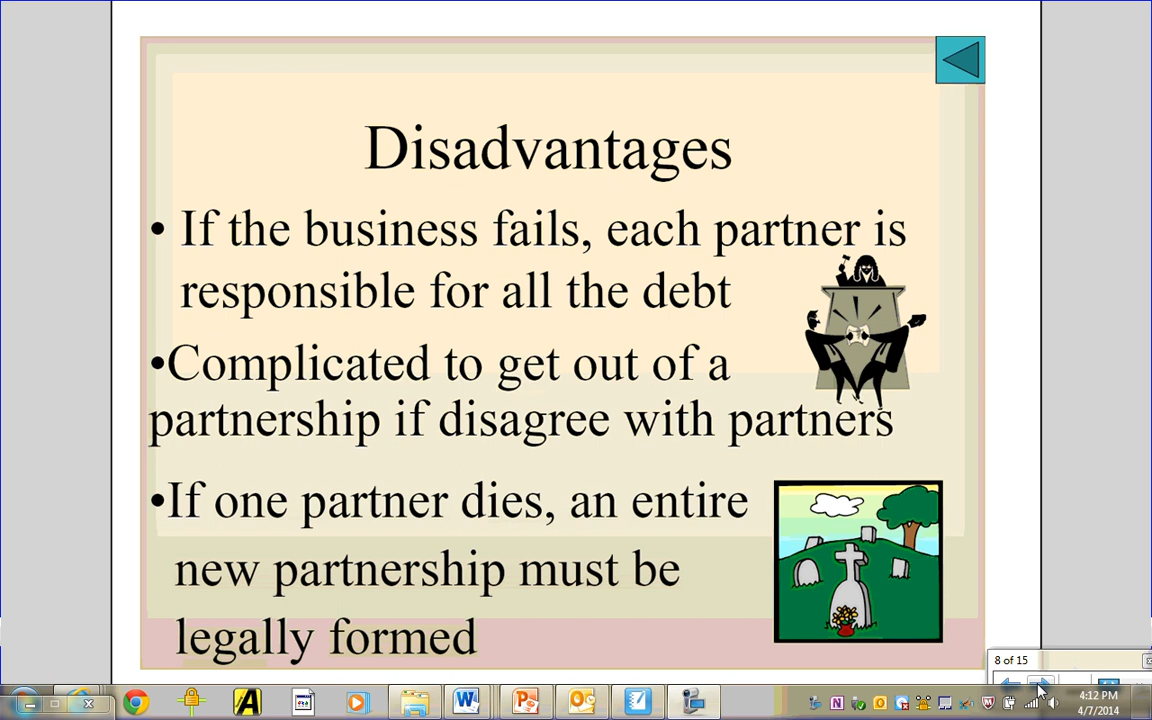 Disadvantages
• If the business fails, each partner is
responsible for all the debt
•Complicated to get out of a
partnership if disagree with partners
•If one partner dies, an entire
new partnership must be
legally formed
8 of 15
4:12 PM
4/7/2014